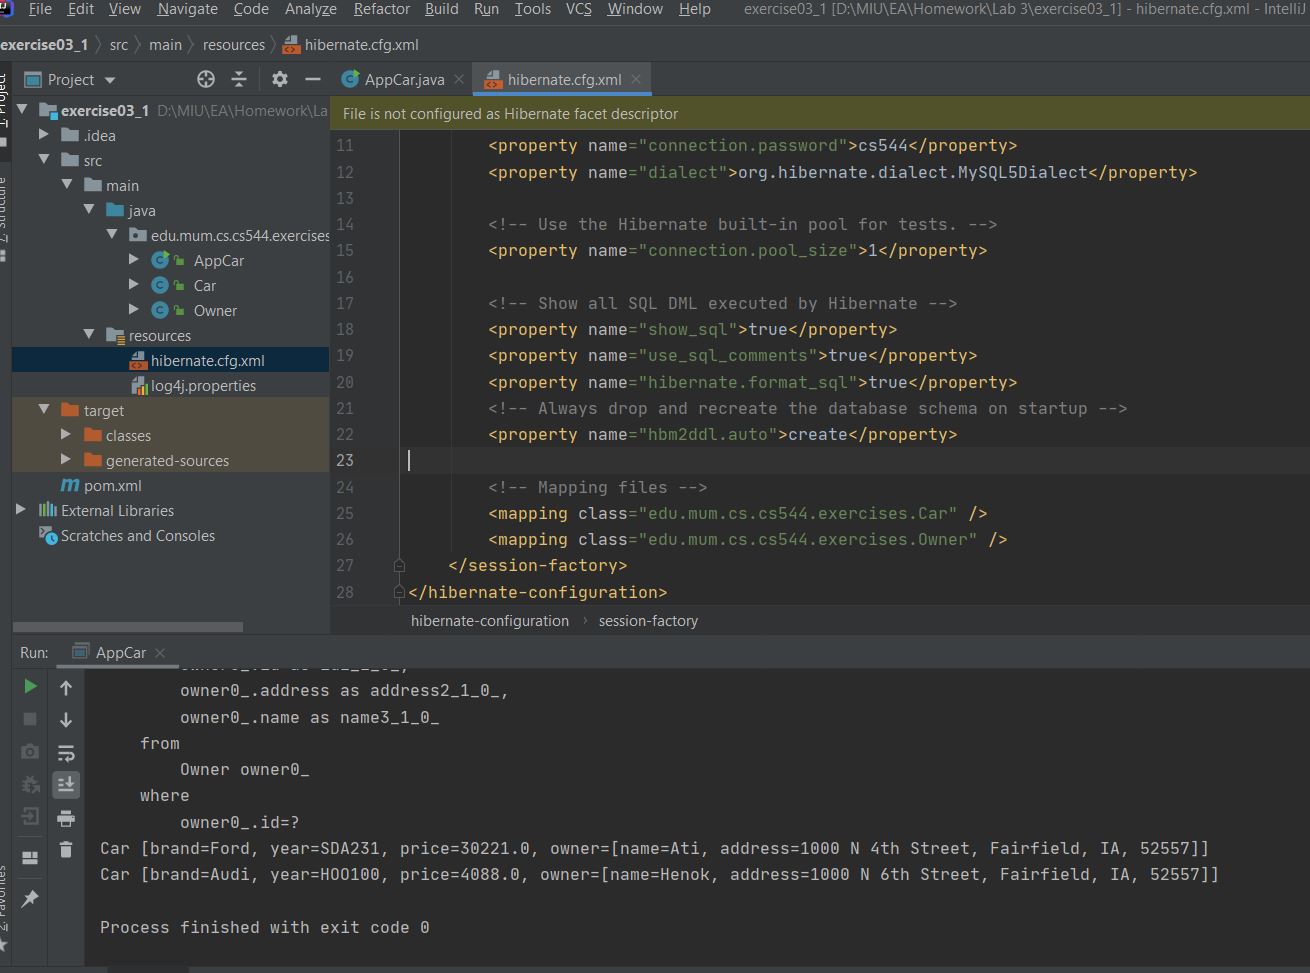 File Edit View Navigate Code Analyze Refactor Build Run Tools VCS Window Help exercise03_1 [D:\MIU\EA\Homework\Lab 3\exercise03_1] - hibernate.cfg.xml - IntelliJ
exercise03_1 src main resources hibernate.cfg.xml
Project
AppCar.java
hibernate.cfg.xml
1: Project
exercise03_1 D:\MIU\EA\Homework\La
.idea
src
main
java
edu.mum.cs.cs544.exercises
AppCar
Car
Owner
resources
hibernate.cfg.xml
log4j.properties
target
classes
generated-sources
pom.xml
External Libraries
Scratches and Consoles
Z: Structure
File is not configured as Hibernate facet descriptor
11 <property name="connection.password">cs544</property>
12 <property name="dialect">org.hibernate.dialect.MySQL5Dialect</property>
13
14 <!-- Use the Hibernate built-in pool for tests. -->
15 <property name="connection.pool_size">1</property>
16
17 <!-- Show all SQL DML executed by Hibernate -->
18 <property name="show_sql">true</property>
19 <property name="use_sql_comments">true</property>
20 <property name="hibernate.format_sql">true</property>
21 <!-- Always drop and recreate the database schema on startup -->
22 <property name="hbm2ddl.auto">create</property>
23
24 <!-- Mapping files -->
25 <mapping class="edu.mum.cs.cs544.exercises.Car" />
26 <mapping class="edu.mum.cs.cs544.exercises.Owner" />
27 </session-factory>
28 </hibernate-configuration>
hibernate-configuration › session-factory
Run: AppCar
owner0_.address as address2_1_0_,
owner0_.name as name3_1_0_
from
Owner owner0_
where
owner0_.id=?
Car [brand=Ford, year=SDA231, price=30221.0, owner=[name=Ati, address=1000 N 4th Street, Fairfield, IA, 52557]]
Car [brand=Audi, year=HOO100, price=4088.0, owner=[name=Henok, address=1000 N 6th Street, Fairfield, IA, 52557]]
Process finished with exit code 0
2: Favorites